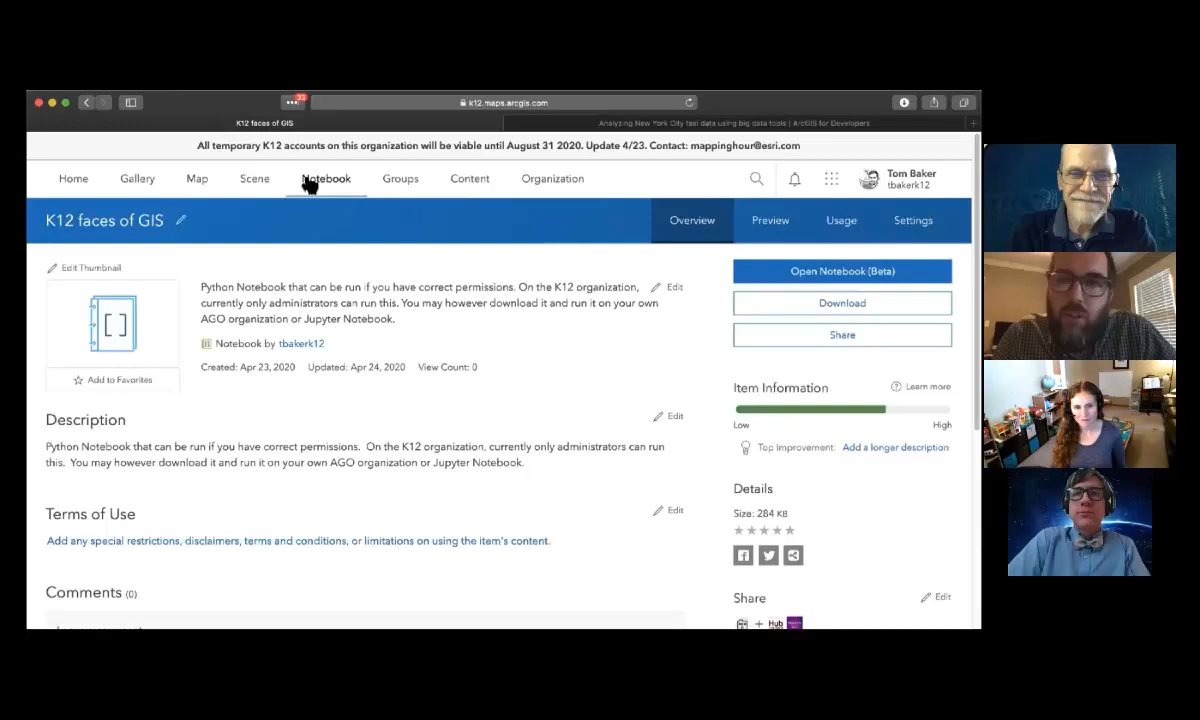 33
k12.maps.arcgis.com
K12 faces of GIS
Analyzing New York City taxi data using big data tools | ArcGIS for Developers
All temporary K12 accounts on this organization will be viable until August 31 2020. Update 4/23. Contact: mappinghour@esri.com
Home Gallery Map Scene Notebook Groups Content Organization
Tom Baker
tbakerk12
K12 faces of GIS
Overview Preview Usage Settings
Edit Thumbnail
Python Notebook that can be run if you have correct permissions. On the K12 organization,
currently only administrators can run this. You may however download it and run it on your own
AGO organization or Jupyter Notebook.
Edit
Notebook by tbakerk12
Created: Apr 23, 2020 Updated: Apr 24, 2020 View Count: 0
Add to Favorites
Open Notebook (Beta)
Download
Share
Item Information
Learn more
Low High
Top Improvement: Add a longer description
Description
Edit
Python Notebook that can be run if you have correct permissions. On the K12 organization, currently only administrators can run
this. You may however download it and run it on your own AGO organization or Jupyter Notebook.
Details
Size: 284 KB
Terms of Use
Edit
Add any special restrictions, disclaimers, terms and conditions, or limitations on using the item's content.
Comments (0)
Share
Edit
+ Hub